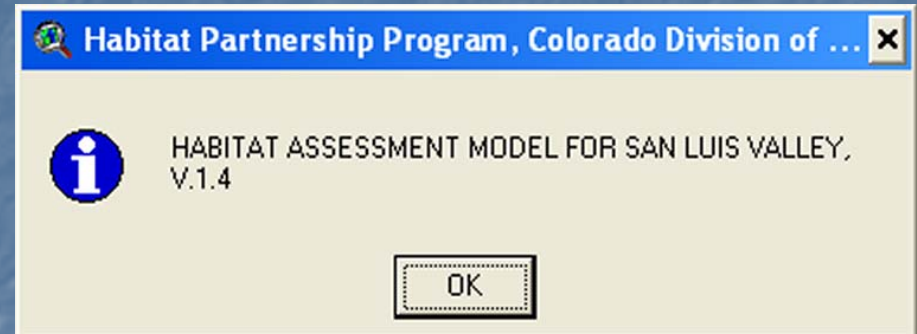 Habitat Partnership Program, Colorado Division of ...
HABITAT ASSESSMENT MODEL FOR SAN LUIS VALLEY,
V.1.4
OK